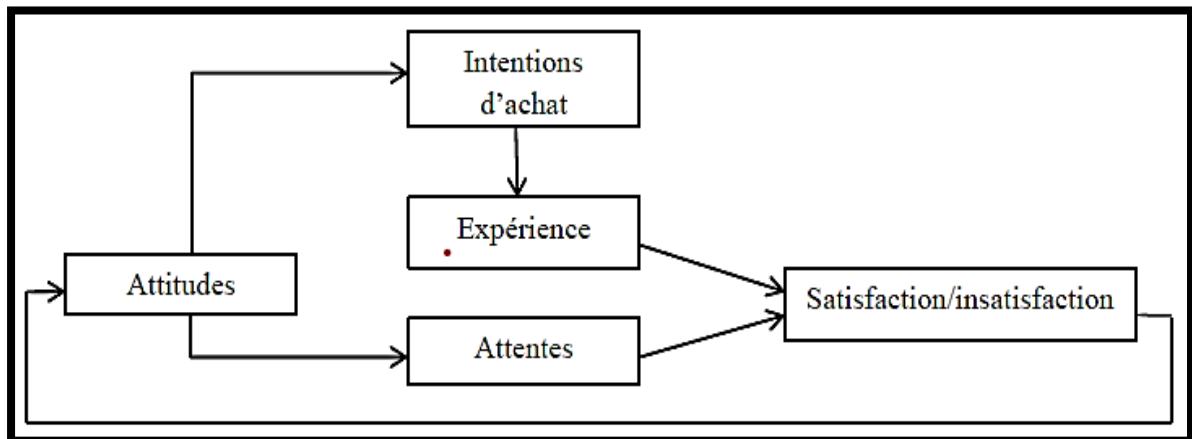 Intentions
d'achat
Expérience
Attitudes
Satisfaction/insatisfaction
Attentes